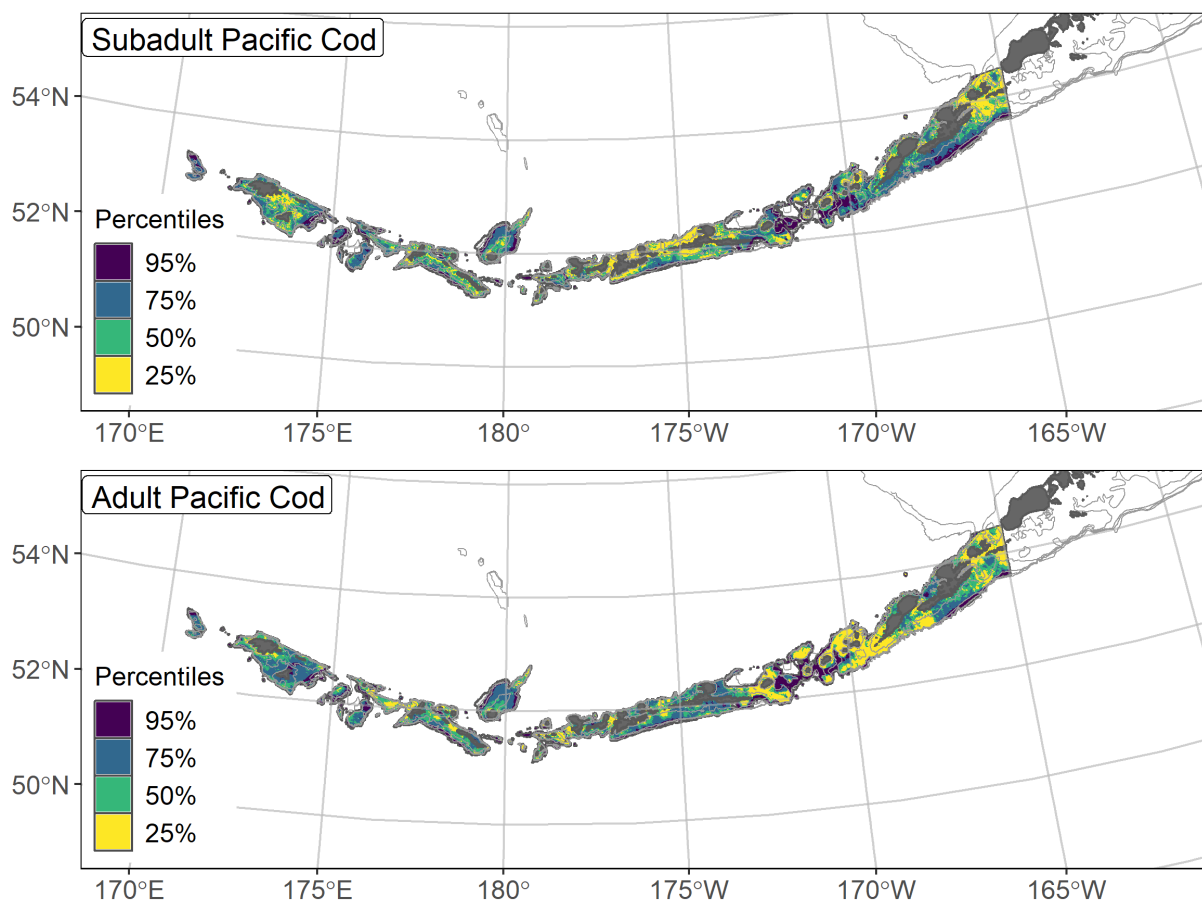 Subadult Pacific Cod
54°N
52°N
50°N
Percentiles
95%
75%
50%
25%
170°E 175°E 180° 175°W 170°W 165°W
Adult Pacific Cod
54°N
52°N
50°N
Percentiles
95%
75%
50%
25%
170°E 175°E 180° 175°W 170°W 165°W